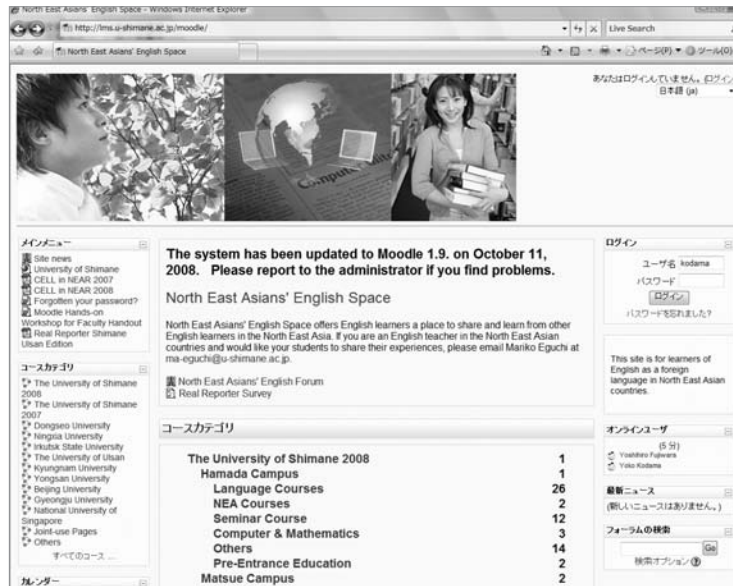 North East Asians' English Space - Windows Internet Explorer
http://lms.u-shimane.ac.jp/moodle/
Live Search
North East Asians' English Space
ページ(P)
ツール(O)
あなたはログインしていません。(ログイン
日本語 (ja)
メインメニュー
Site news
University of Shimane
CELL in NEAR 2007
CELL in NEAR 2008
Forgotten your password?
Moodle Hands-on
Workshop for Faculty Handout
Real Reporter Shimane
Ulsan Edition
コースカテゴリ
The University of Shimane
2008
The University of Shimane
2007
Dongseo University
Ningxia University
Irkutsk State University
The University of Ulsan
Kyungnam University
Yongsan University
Beijing University
Gyeongju University
National University of
Singapore
Joint-use Pages
Others
すべてのコース ...
カレンダー
The system has been updated to Moodle 1.9. on October 11,
2008. Please report to the administrator if you find problems.
North East Asians' English Space
North East Asians' English Space offers English learners a place to share and learn from other
English learners in the North East Asia. If you are an English teacher in the North East Asian
countries and would like your students to share their experiences, please email Mariko Eguchi at
ma-eguchi@u-shimane.ac.jp.
North East Asians' English Forum
Real Reporter Survey
コースカテゴリ
The University of Shimane 2008 1
Hamada Campus 1
Language Courses 26
NEA Courses 2
Seminar Course 12
Computer & Mathematics 3
Others 14
Pre-Entrance Education 2
Matsue Campus 2
ログイン
ユーザ名 kodama
パスワード
ログイン
パスワードを忘れました?
This site is for learners of
English as a foreign
language in North East Asian
countries.
オンラインユーザ
(5 分)
Yoshihiro Fujiwara
Yoko Kodama
最新ニュース
(新しいニュースはありません。)
フォーラムの検索
Go
検索オプション